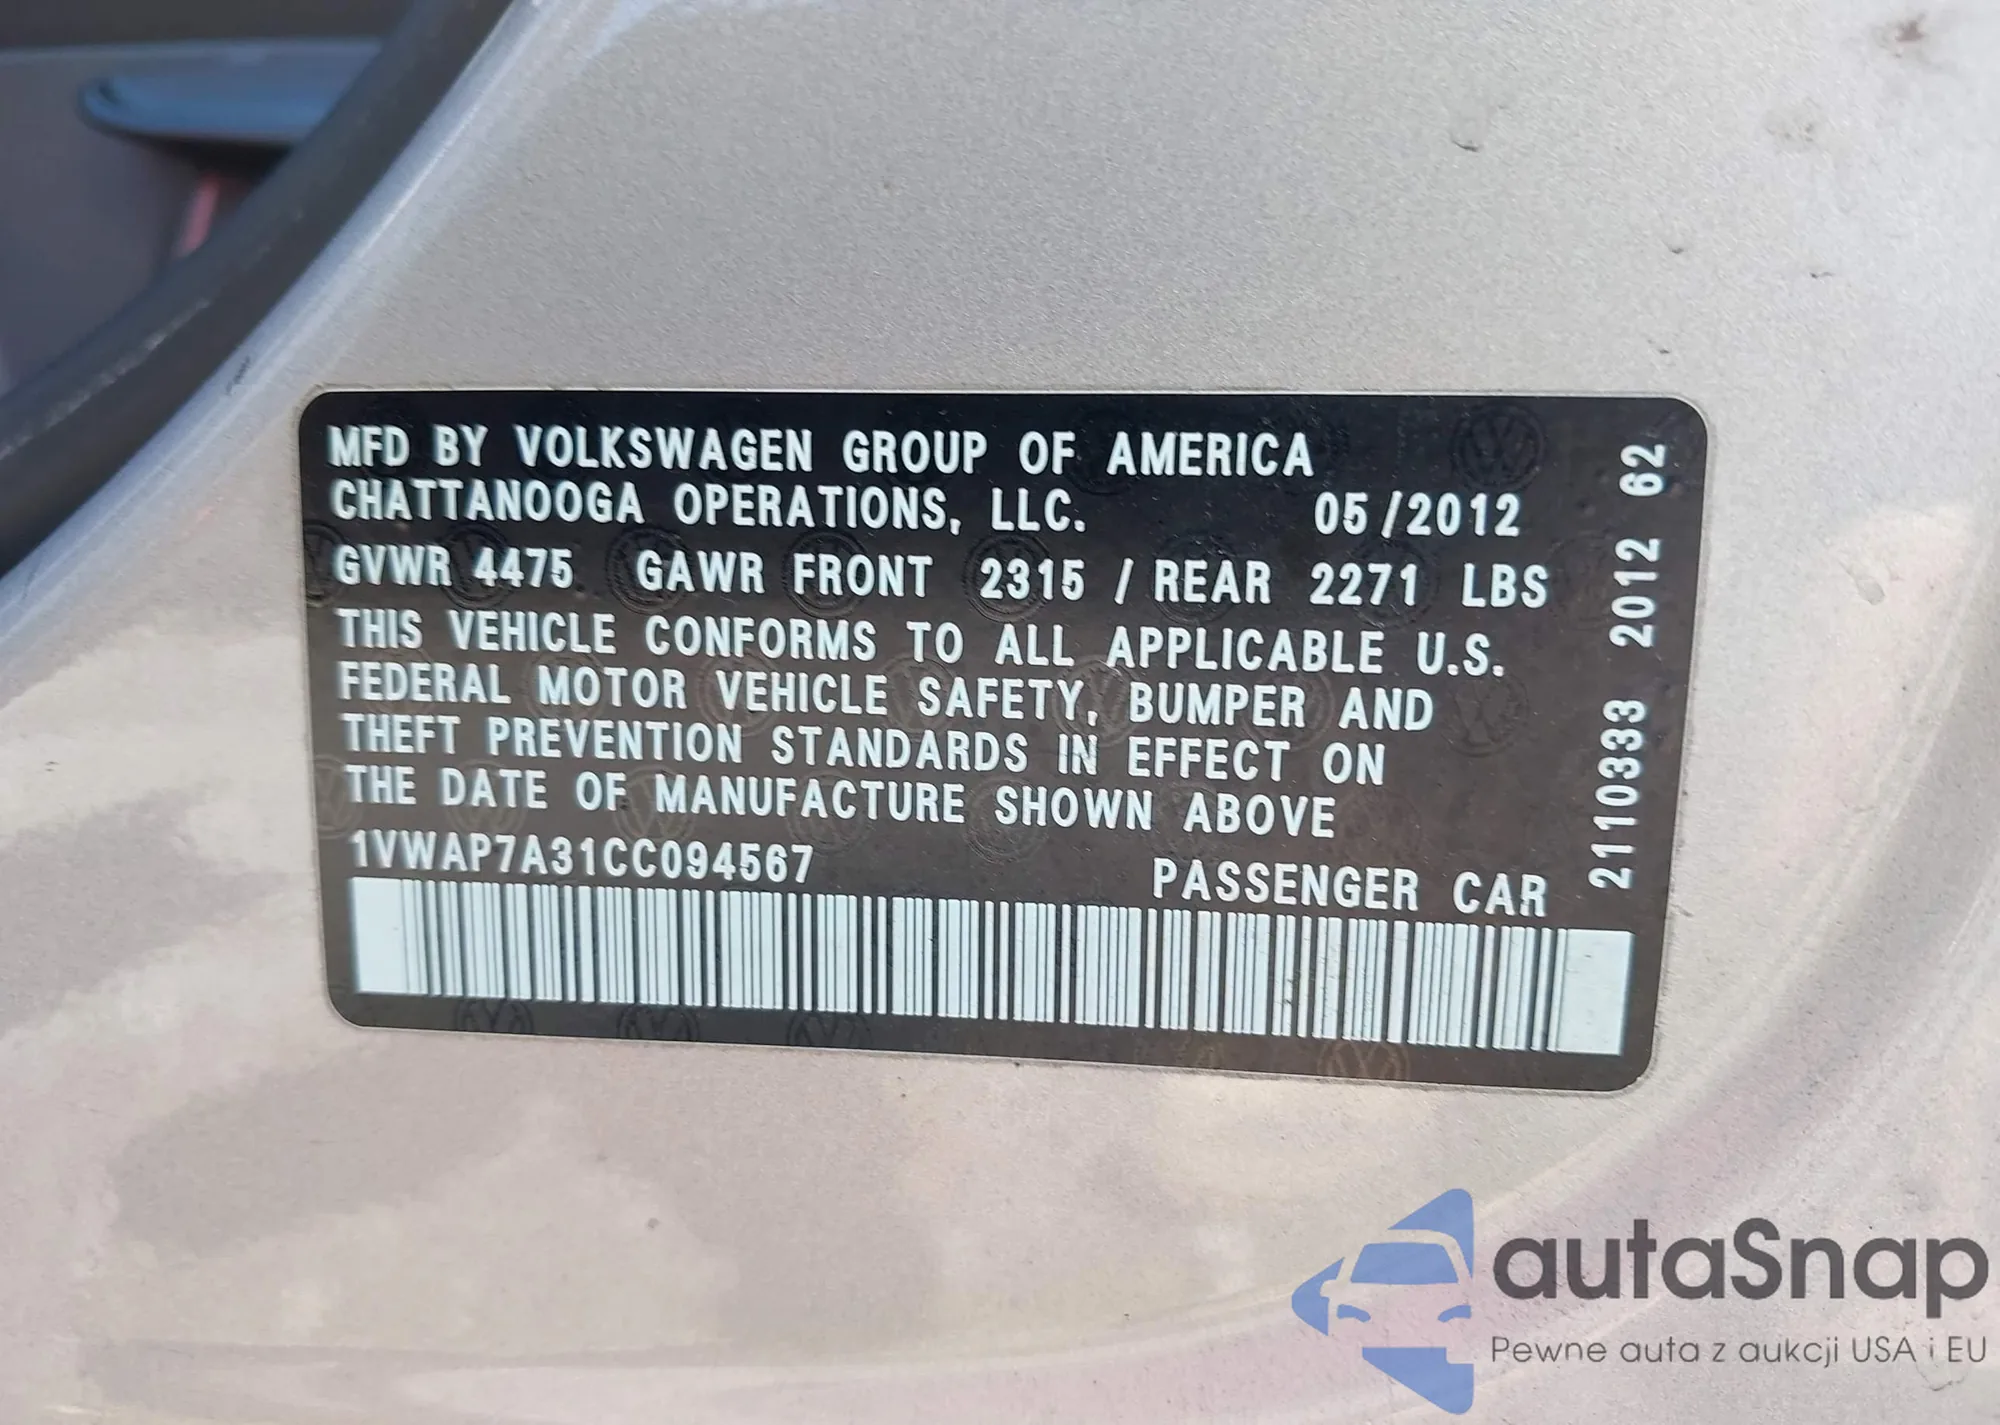 MFD BY VOLKSWAGEN GROUP OF AMERICA
CHATTANOOGA OPERATIONS, LLC. 05/2012
GVWR 4475 GAWR FRONT 2315 / REAR 2271 LBS
THIS VEHICLE CONFORMS TO ALL APPLICABLE U.S.
FEDERAL MOTOR VEHICLE SAFETY, BUMPER AND
THEFT PREVENTION STANDARDS IN EFFECT ON
THE DATE OF MANUFACTURE SHOWN ABOVE
1VWAP7A31CC094567 PASSENGER CAR
2110333 2012 62
autaSnap
Pewne auta z aukcji USA i EU